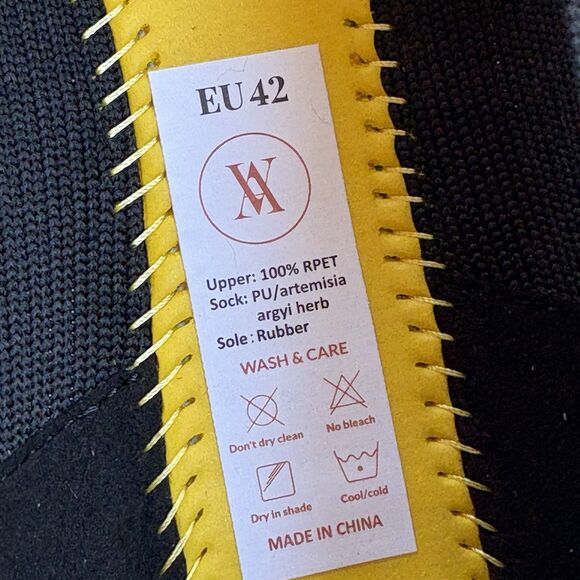 EU 42
Upper: 100% RPET
Sock: PU/artemisia
argyi herb
Sole: Rubber
WASH & CARE
Don't dry clean
No bleach
Dry in shade
Cool/cold
MADE IN CHINA